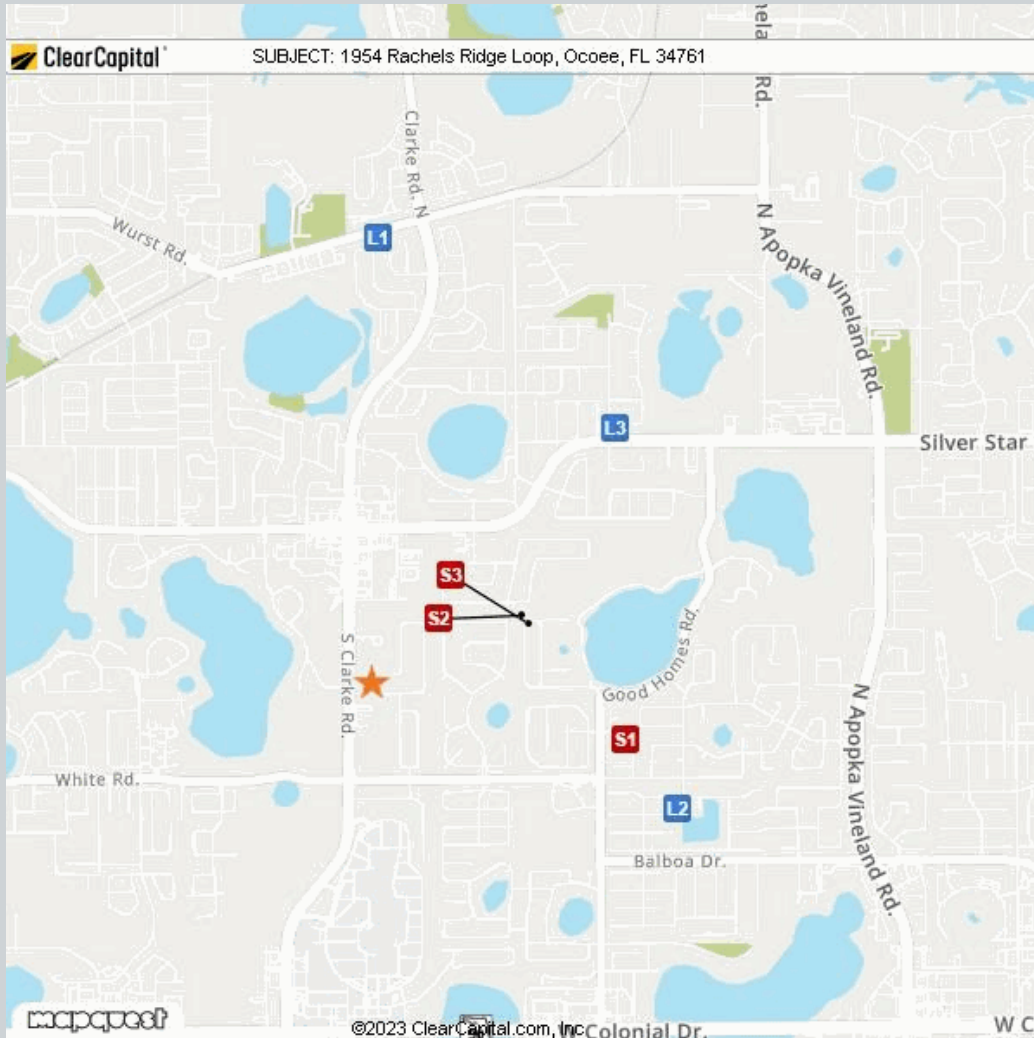 ClearCapital
SUBJECT: 1954 Rachels Ridge Loop, Ocoee, FL 34761
Rd.
Clarke Rd. N
Wurst Rd.
L1
N Apopka Vineland Rd.
L3
Silver Star
S3
S2
S Clarke Rd.
Good Homes Rd.
S1
N Apopka Vineland Rd.
White Rd.
L2
Balboa Dr.
mapquest
©2023 ClearCapital.com, Inc
W Colonial Dr.
W C